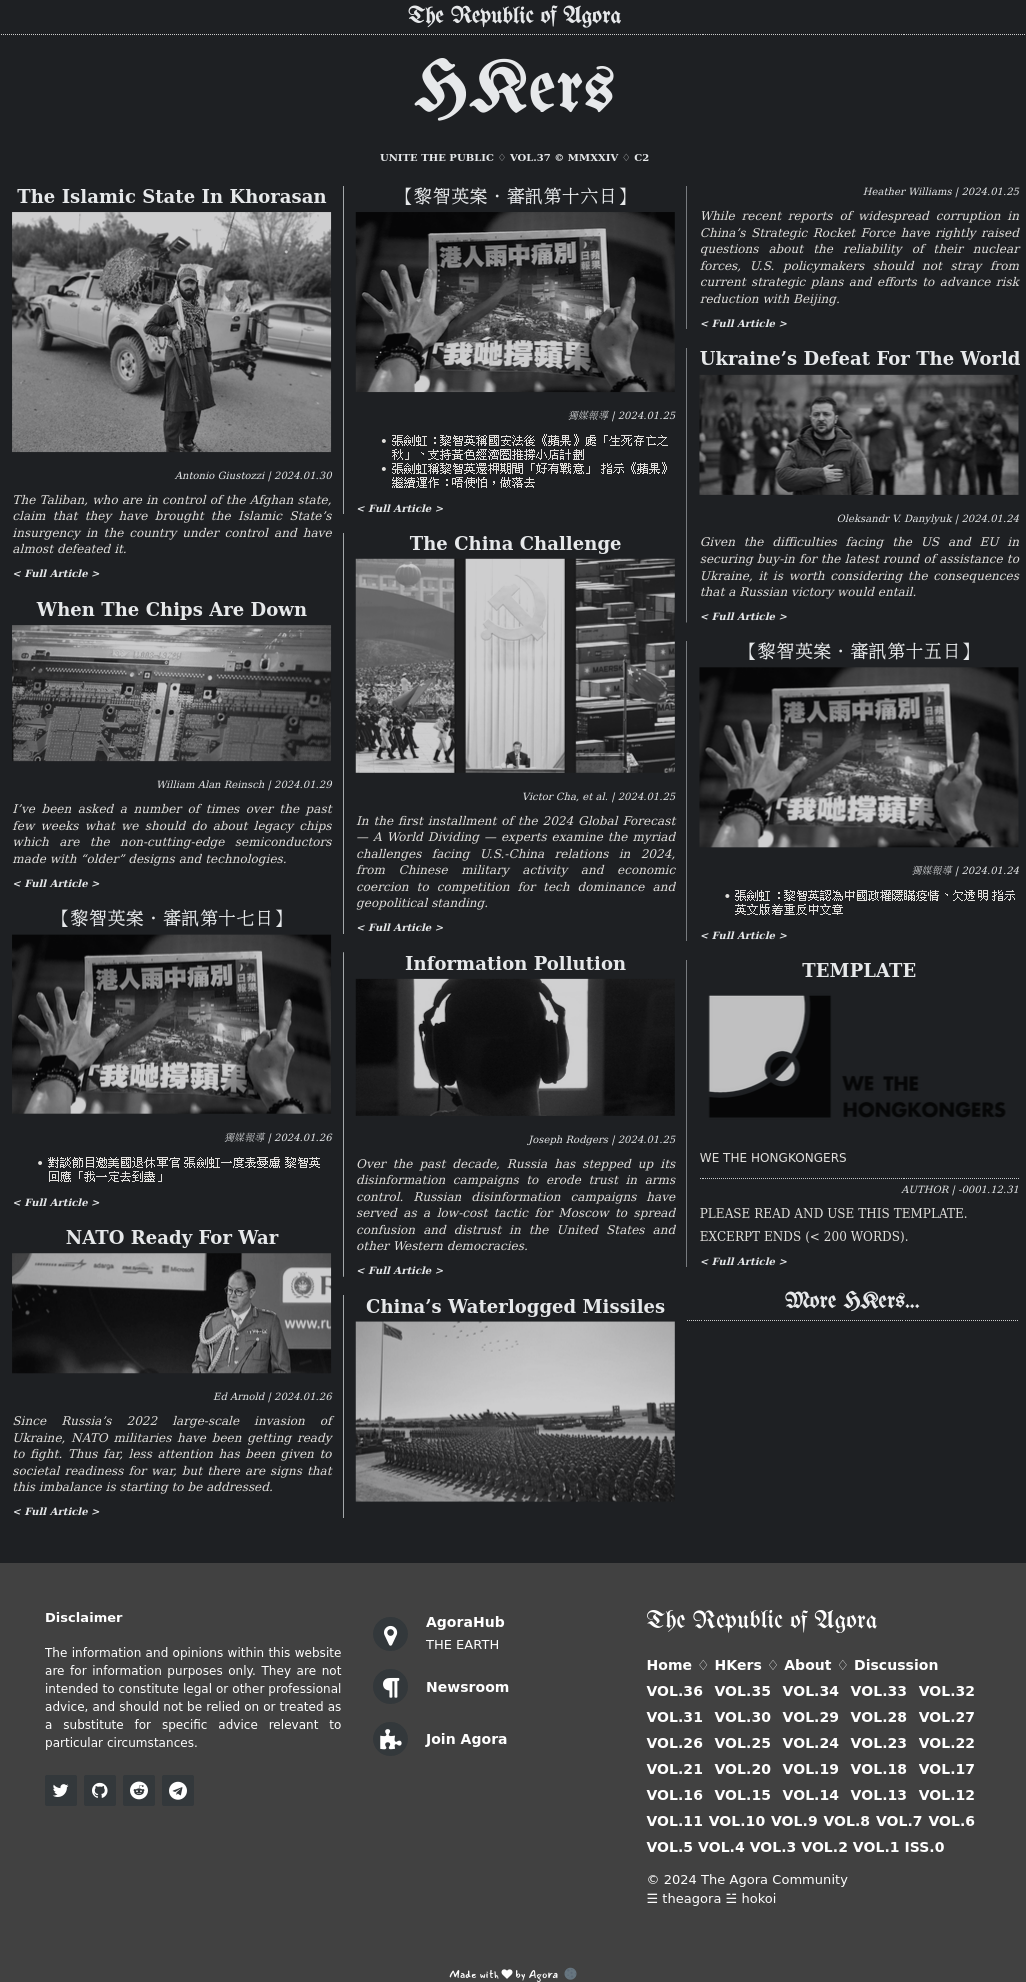 The Republic of Agora
HKers
UNITE THE PUBLIC ♢ VOL.37 © MMXXIV ♢ C2
The Islamic State In Khorasan
Antonio Giustozzi | 2024.01.30
The Taliban, who are in control of the Afghan state,
claim that they have brought the Islamic State’s
insurgency in the country under control and have
almost defeated it.
< Full Article >
When The Chips Are Down
William Alan Reinsch | 2024.01.29
I’ve been asked a number of times over the past
few weeks what we should do about legacy chips
which are the non-cutting-edge semiconductors
made with “older” designs and technologies.
< Full Article >
【黎智英案・審訊第十七日】
港人雨中痛別
蘋果日報
「我哋撐蘋果
獨媒報導 | 2024.01.26
• 對談節目邀美國退休軍官 張劍虹一度表憂慮 黎智英
回應「我一定去到盡」
< Full Article >
NATO Ready For War
www.ru
Ed Arnold | 2024.01.26
Since Russia’s 2022 large-scale invasion of
Ukraine, NATO militaries have been getting ready
to fight. Thus far, less attention has been given to
societal readiness for war, but there are signs that
this imbalance is starting to be addressed.
< Full Article >
【黎智英案・審訊第十六日】
港人雨中痛別
蘋果日報
「我哋撐蘋果
獨媒報導 | 2024.01.25
• 張劍虹：黎智英稱國安法後《蘋果》處「生死存亡之
秋」、支持黃色經濟圈推撐小店計劃
• 張劍虹稱黎智英還押期間「好有戰意」 指示《蘋果》
繼續運作：唔使怕，做落去
< Full Article >
The China Challenge
MAERSK
Victor Cha, et al. | 2024.01.25
In the first installment of the 2024 Global Forecast
— A World Dividing — experts examine the myriad
challenges facing U.S.-China relations in 2024,
from Chinese military activity and economic
coercion to competition for tech dominance and
geopolitical standing.
< Full Article >
Information Pollution
Joseph Rodgers | 2024.01.25
Over the past decade, Russia has stepped up its
disinformation campaigns to erode trust in arms
control. Russian disinformation campaigns have
served as a low-cost tactic for Moscow to spread
confusion and distrust in the United States and
other Western democracies.
< Full Article >
China’s Waterlogged Missiles
Heather Williams | 2024.01.25
While recent reports of widespread corruption in
China’s Strategic Rocket Force have rightly raised
questions about the reliability of their nuclear
forces, U.S. policymakers should not stray from
current strategic plans and efforts to advance risk
reduction with Beijing.
< Full Article >
Ukraine’s Defeat For The World
Oleksandr V. Danylyuk | 2024.01.24
Given the difficulties facing the US and EU in
securing buy-in for the latest round of assistance to
Ukraine, it is worth considering the consequences
that a Russian victory would entail.
< Full Article >
【黎智英案・審訊第十五日】
港人雨中痛別
蘋果日報
「我哋撐蘋果
獨媒報導 | 2024.01.24
• 張劍虹：黎智英認為中國政權隱瞞疫情、欠透明 指示
英文版着重反中文章
< Full Article >
TEMPLATE
WE THE
HONGKONGERS
WE THE HONGKONGERS
AUTHOR | -0001.12.31
PLEASE READ AND USE THIS TEMPLATE.
EXCERPT ENDS (< 200 WORDS).
< Full Article >
More HKers...
Disclaimer
The information and opinions within this website
are for information purposes only. They are not
intended to constitute legal or other professional
advice, and should not be relied on or treated as
a substitute for specific advice relevant to
particular circumstances.
AgoraHub
THE EARTH
Newsroom
Join Agora
The Republic of Agora
Home ♢ HKers ♢ About ♢ Discussion
VOL.36 VOL.35 VOL.34 VOL.33 VOL.32
VOL.31 VOL.30 VOL.29 VOL.28 VOL.27
VOL.26 VOL.25 VOL.24 VOL.23 VOL.22
VOL.21 VOL.20 VOL.19 VOL.18 VOL.17
VOL.16 VOL.15 VOL.14 VOL.13 VOL.12
VOL.11 VOL.10 VOL.9 VOL.8 VOL.7 VOL.6
VOL.5 VOL.4 VOL.3 VOL.2 VOL.1 ISS.0
© 2024 The Agora Community
☰ theagora ☱ hokoi
Made with ♥ by Agora